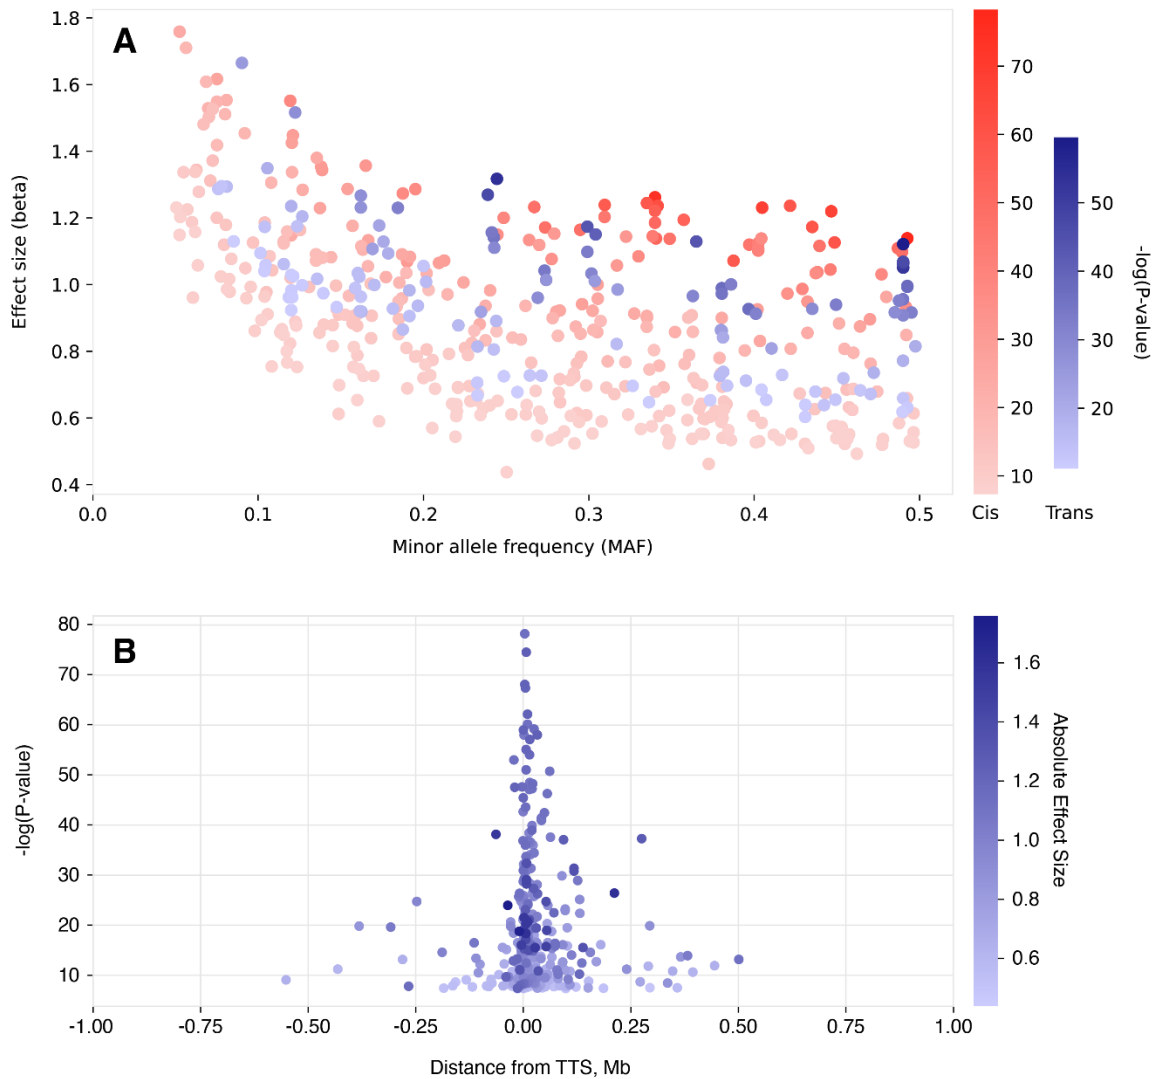 A
1.8
1.6
1.4
1.2
1.0
0.8
0.6
0.4
Effect size (beta)
0.0 0.1 0.2 0.3 0.4 0.5
Minor allele frequency (MAF)
70
60
50
40
30
20
10
Cis
50
40
30
20
Trans
-log(P-value)
B
80
70
60
50
40
30
20
10
-log(P-value)
-1.00 -0.75 -0.50 -0.25 0.00 0.25 0.50 0.75 1.00
Distance from TTS, Mb
1.6
1.4
1.2
1.0
0.8
0.6
Absolute Effect Size